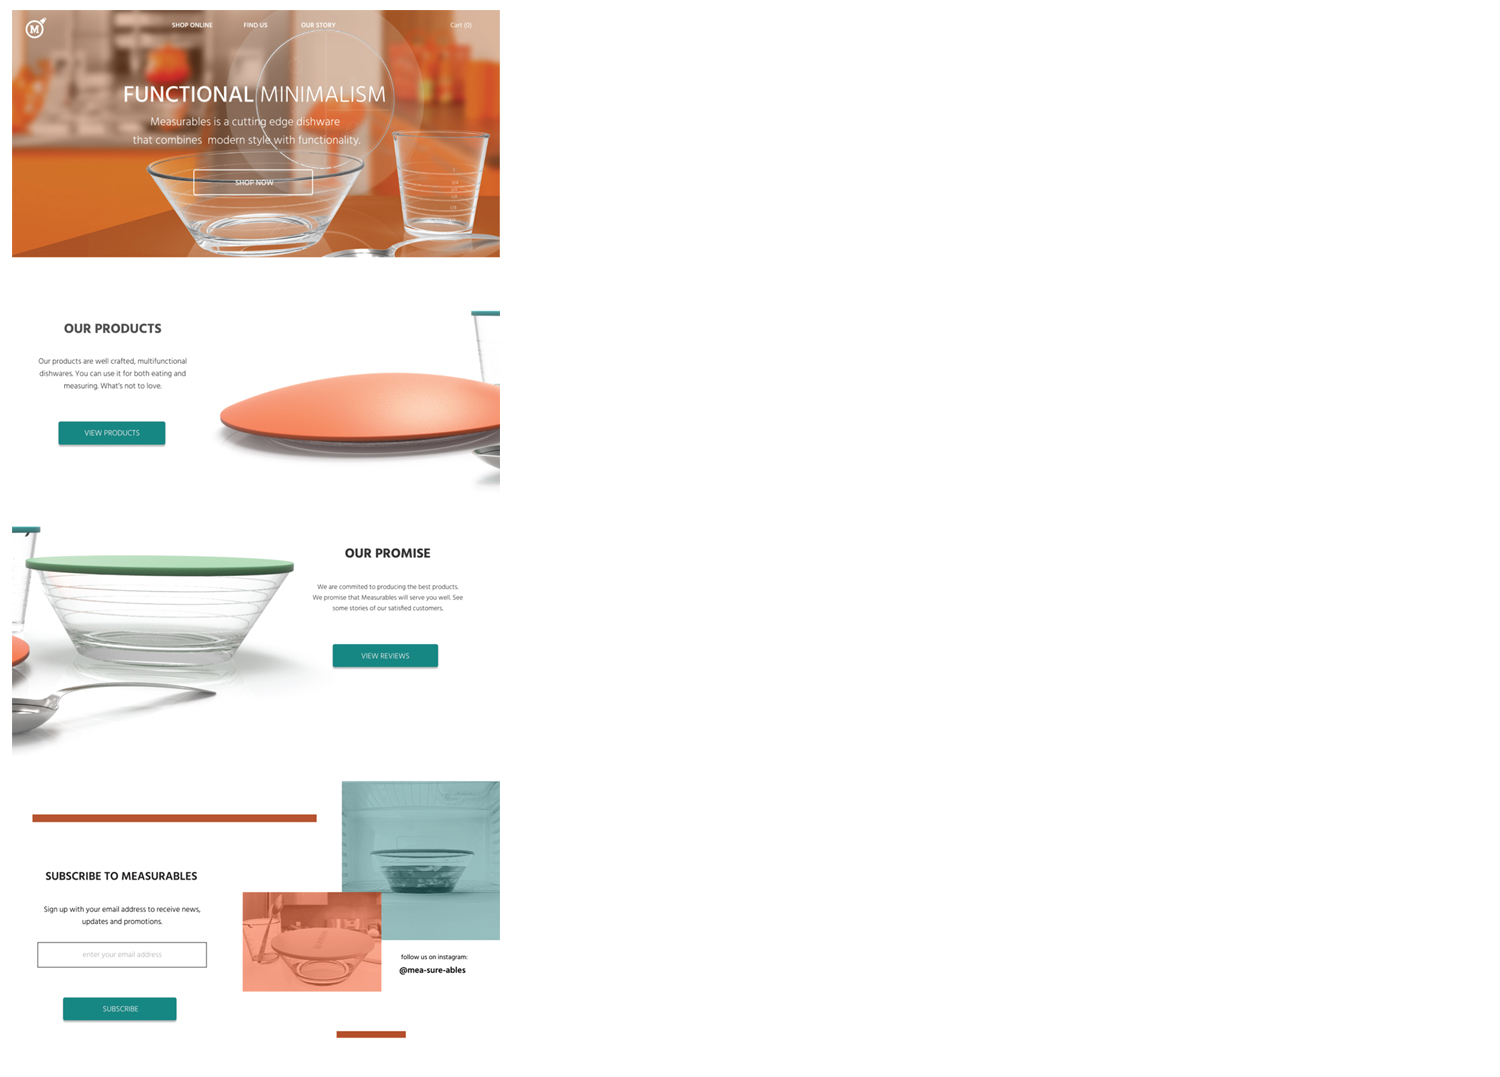 M
SHOP ONLINE
FIND US
OUR STORY
Cart (0)
FUNCTIONAL MINIMALISM
Measurables is a cutting edge dishware
that combines modern style with functionality.
SHOP NOW
OUR PRODUCTS
Our products are well crafted, multifunctional
dishwares. You can use it for both eating and
measuring. What's not to love.
VIEW PRODUCTS
OUR PROMISE
We are commited to producing the best products.
We promise that Measurables will serve you well. See
some stories of our satisfied customers.
VIEW REVIEWS
SUBSCRIBE TO MEASURABLES
Sign up with your email address to receive news,
updates and promotions.
enter your email address
SUBSCRIBE
follow us on instagram:
@mea-sure-ables